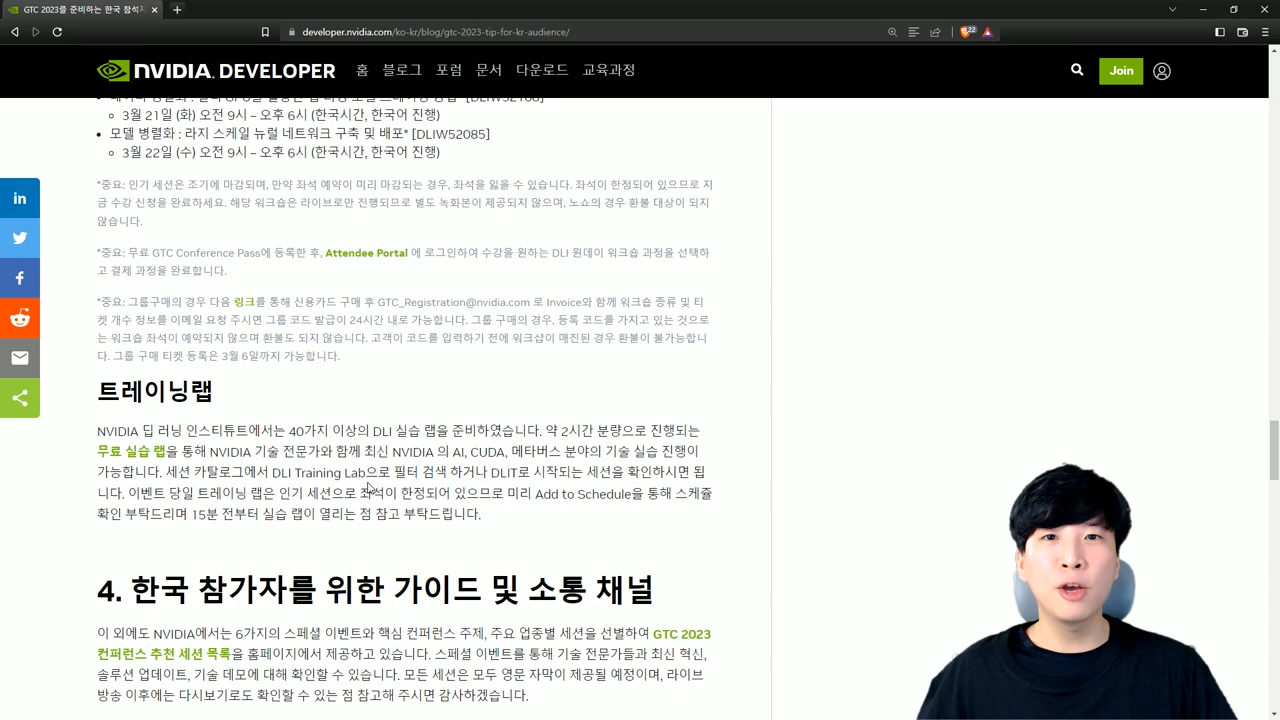 GTC 2023를 준비하는 한국 참석자
developer.nvidia.com/ko-kr/blog/gtc-2023-tip-for-kr-audience/
22
NVIDIA. DEVELOPER
홈 블로그 포럼 문서 다운로드 교육과정
Join
[DLIW52108]
3월 21일 (화) 오전 9시 – 오후 6시 (한국시간, 한국어 진행)
모델 병렬화 : 라지 스케일 뉴럴 네트워크 구축 및 배포* [DLIW52085]
3월 22일 (수) 오전 9시 – 오후 6시 (한국시간, 한국어 진행)
*중요: 인기 세션은 조기에 마감되며, 만약 좌석 예약이 미리 마감되는 경우, 좌석을 잃을 수 있습니다. 좌석이 한정되어 있으므로 지
금 수강 신청을 완료하세요. 해당 워크숍은 라이브로만 진행되므로 별도 녹화본이 제공되지 않으며, 노쇼의 경우 환불 대상이 되지
않습니다.
*중요: 무료 GTC Conference Pass에 등록한 후, Attendee Portal 에 로그인하여 수강을 원하는 DLI 원데이 워크숍 과정을 선택하
고 결제 과정을 완료합니다.
*중요: 그룹구매의 경우 다음 링크를 통해 신용카드 구매 후 GTC_Registration@nvidia.com 로 Invoice와 함께 워크숍 종류 및 티
켓 개수 정보를 이메일 요청 주시면 그룹 코드 발급이 24시간 내로 가능합니다. 그룹 구매의 경우, 등록 코드를 가지고 있는 것으로
는 워크숍 좌석이 예약되지 않으며 환불도 되지 않습니다. 고객이 코드를 입력하기 전에 워크샵이 매진된 경우 환불이 불가능합니
다. 그룹 구매 티켓 등록은 3월 6일까지 가능합니다.
트레이닝랩
NVIDIA 딥 러닝 인스티튜트에서는 40가지 이상의 DLI 실습 랩을 준비하였습니다. 약 2시간 분량으로 진행되는
무료 실습 랩을 통해 NVIDIA 기술 전문가와 함께 최신 NVIDIA 의 AI, CUDA, 메타버스 분야의 기술 실습 진행이
가능합니다. 세션 카탈로그에서 DLI Training Lab으로 필터 검색 하거나 DLIT로 시작되는 세션을 확인하시면 됩
니다. 이벤트 당일 트레이닝 랩은 인기 세션으로 좌석이 한정되어 있으므로 미리 Add to Schedule을 통해 스케쥴
확인 부탁드리며 15분 전부터 실습 랩이 열리는 점 참고 부탁드립니다.
4. 한국 참가자를 위한 가이드 및 소통 채널
이 외에도 NVIDIA에서는 6가지의 스페셜 이벤트와 핵심 컨퍼런스 주제, 주요 업종별 세션을 선별하여 GTC 2023
컨퍼런스 추천 세션 목록을 홈페이지에서 제공하고 있습니다. 스페셜 이벤트를 통해 기술 전문가들과 최신 혁신,
솔루션 업데이트, 기술 데모에 대해 확인할 수 있습니다. 모든 세션은 모두 영문 자막이 제공될 예정이며, 라이브
방송 이후에는 다시보기로도 확인할 수 있는 점 참고해 주시면 감사하겠습니다.